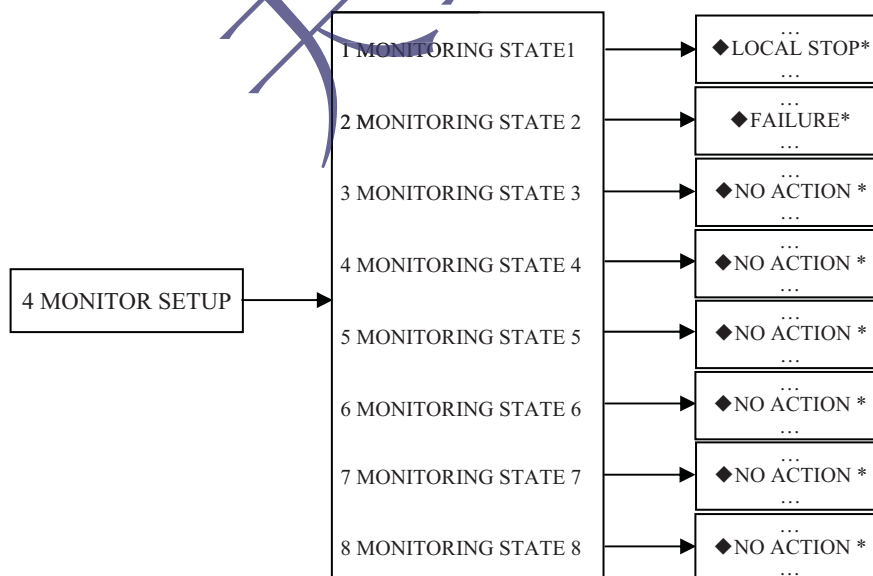 4 MONITOR SETUP
1 MONITORING STATE1
2 MONITORING STATE 2
3 MONITORING STATE 3
4 MONITORING STATE 4
5 MONITORING STATE 5
6 MONITORING STATE 6
7 MONITORING STATE 7
8 MONITORING STATE 8
…
◆LOCAL STOP*
…
…
◆FAILURE*
…
…
◆NO ACTION *
…
…
◆NO ACTION *
…
…
◆NO ACTION *
…
…
◆NO ACTION *
…
…
◆NO ACTION *
…
…
◆NO ACTION *
…